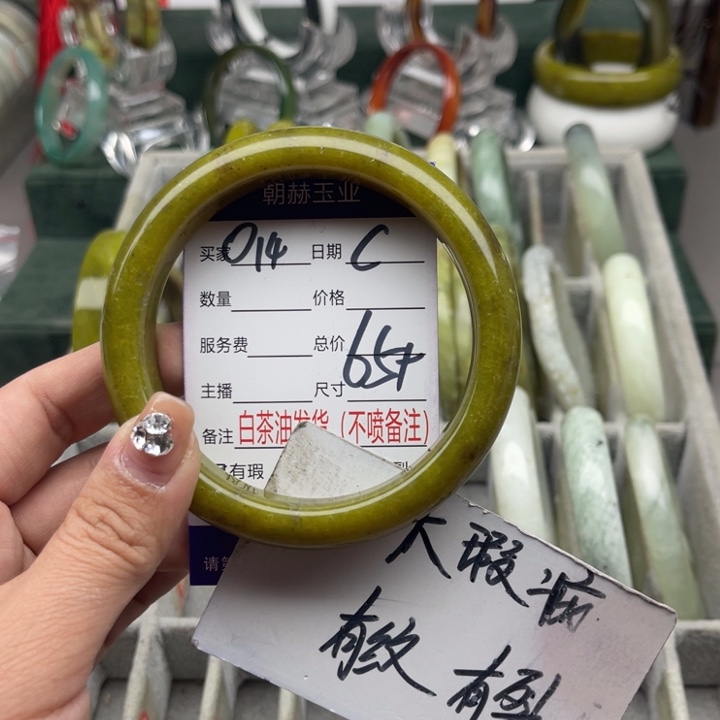 朝赫玉业
买家 014 日期 C
数量 价格
服务费 总价
主播 尺寸 65+
备注 白茶油发货（不喷备注）
有瑕
请
大瑕疵
有纹 有裂